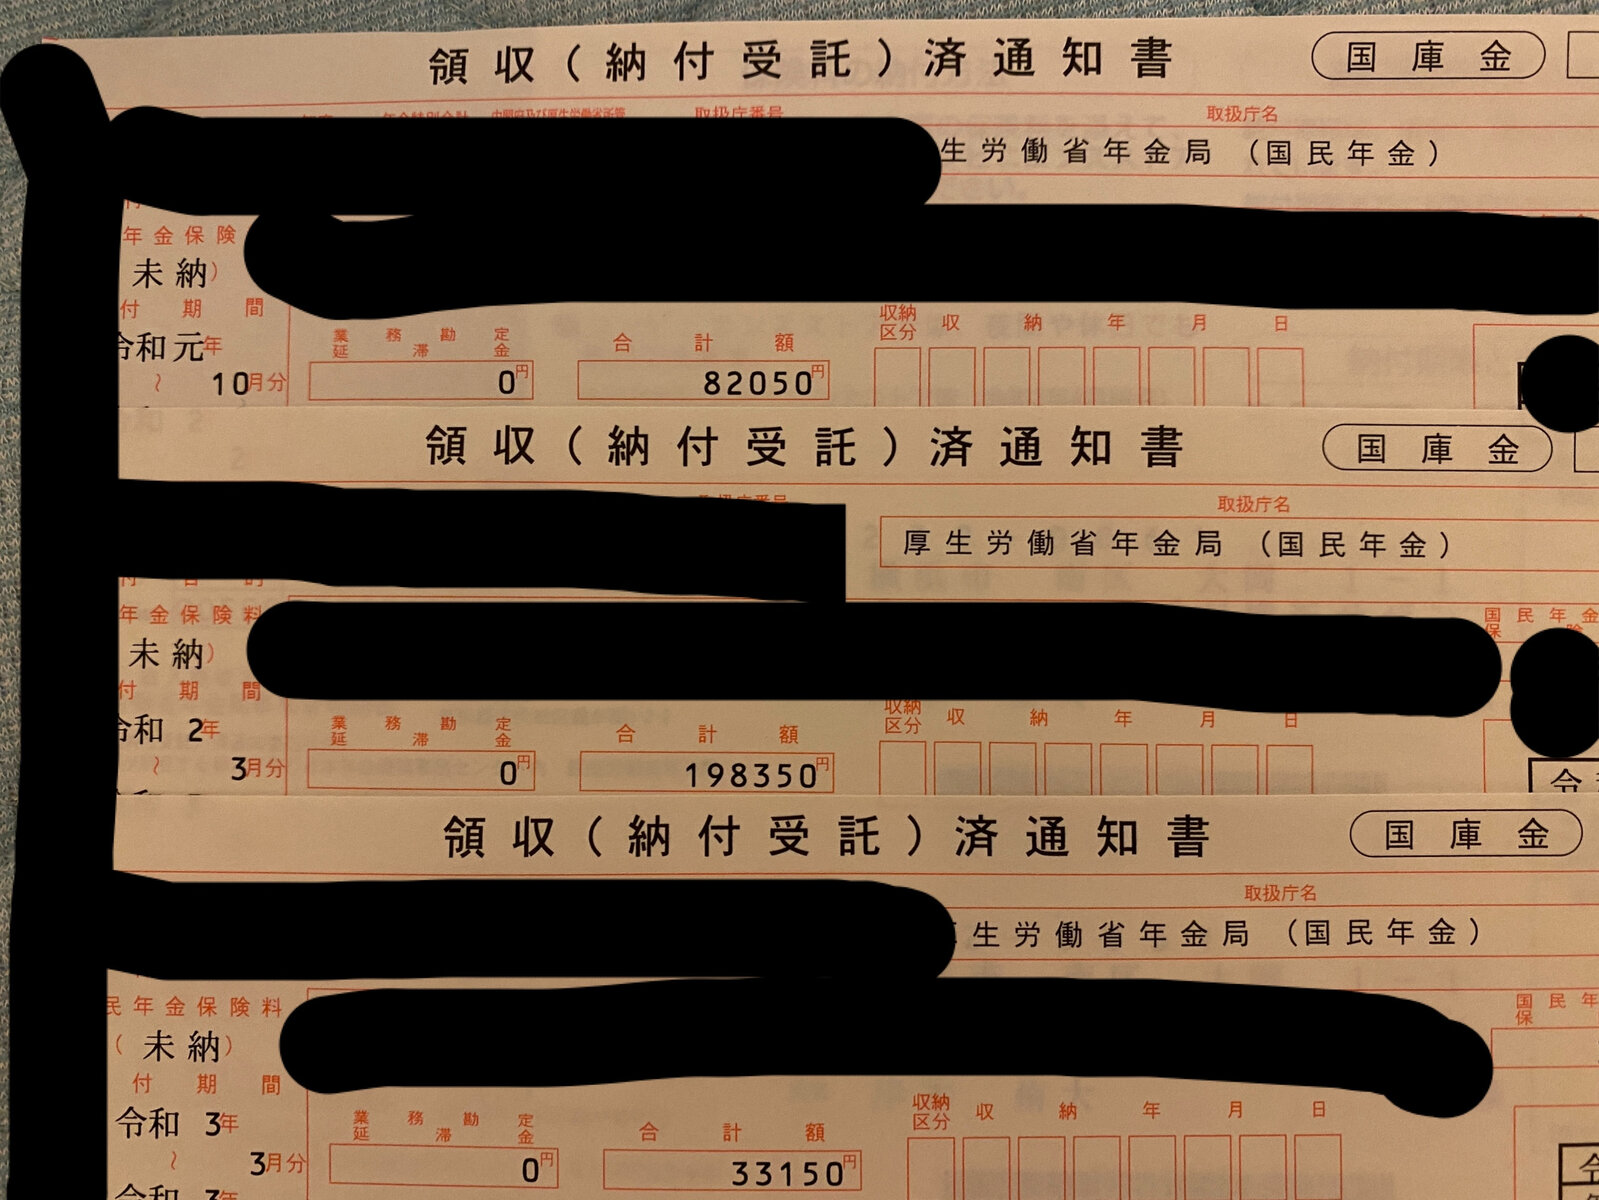 領収(納付受託)済通知書 国庫金
取扱庁番号 取扱庁名
生労働省年金局 (国民年金)
年金保険
未納)
付期間
令和元年
~ 10月分
業務勘定
延滞金
0円
合計額
82050円
収納区分 収納年月日
領収(納付受託)済通知書 国庫金
取扱庁名
厚生労働省年金局 (国民年金)
年金保険料
国民年金
未納)
付期間
令和 2年
~ 3月分
業務勘定
延滞金
0円
合計額
198350円
収納区分 収納年月日
領収(納付受託)済通知書 国庫金
取扱庁名
生労働省年金局 (国民年金)
民年金保険料
国民年
保
(未納)
付期間
令和 3年
~ 3月分
業務勘定
延滞金
0円
合計額
33150円
収納区分 収納年月日